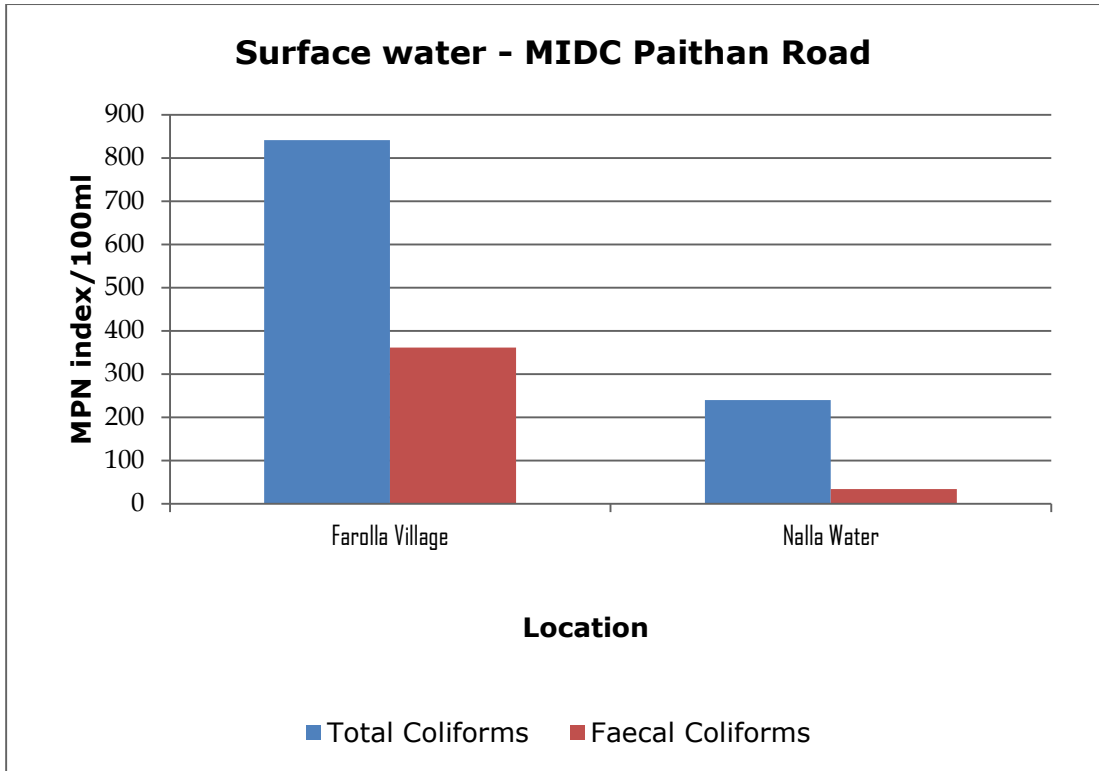 Surface water - MIDC Paithan Road
MPN index/100ml
900
800
700
600
500
400
300
200
100
0
Farolla Village
Nalla Water
Location
Total Coliforms
Faecal Coliforms